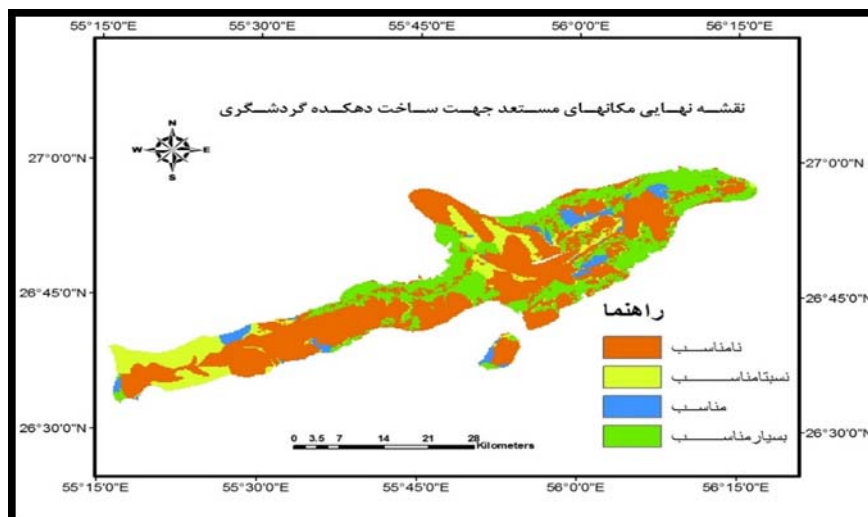 55°15'0"E 55°30'0"E 55°45'0"E 56°0'0"E 56°15'0"E
نقشه نهایی مکانهای مستعد جهت ساخت دهکده گردشگری
N
W E
S
27°0'0"N 27°0'0"N
26°45'0"N 26°45'0"N
راهنما
نامناسب
نسبتامناسب
مناسب
بسیارمناسب
26°30'0"N 26°30'0"N
0 3.5 7 14 21 28
Kilometers
55°15'0"E 55°30'0"E 55°45'0"E 56°0'0"E 56°15'0"E